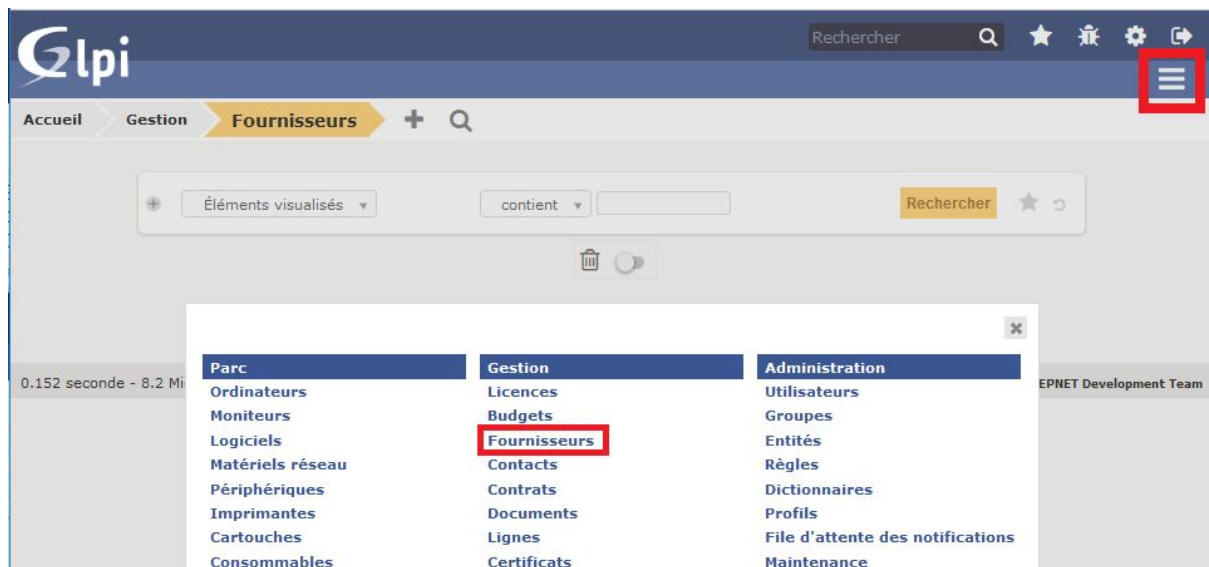 Glpi
Rechercher
Accueil Gestion Fournisseurs
Éléments visualisés contient Rechercher
0.152 seconde - 8.2 Mi
EPNET Development Team
Parc
Ordinateurs
Moniteurs
Logiciels
Matériels réseau
Périphériques
Imprimantes
Cartouches
Consommables
Gestion
Licences
Budgets
Fournisseurs
Contacts
Contrats
Documents
Lignes
Certificats
Administration
Utilisateurs
Groupes
Entités
Règles
Dictionnaires
Profils
File d'attente des notifications
Maintenance